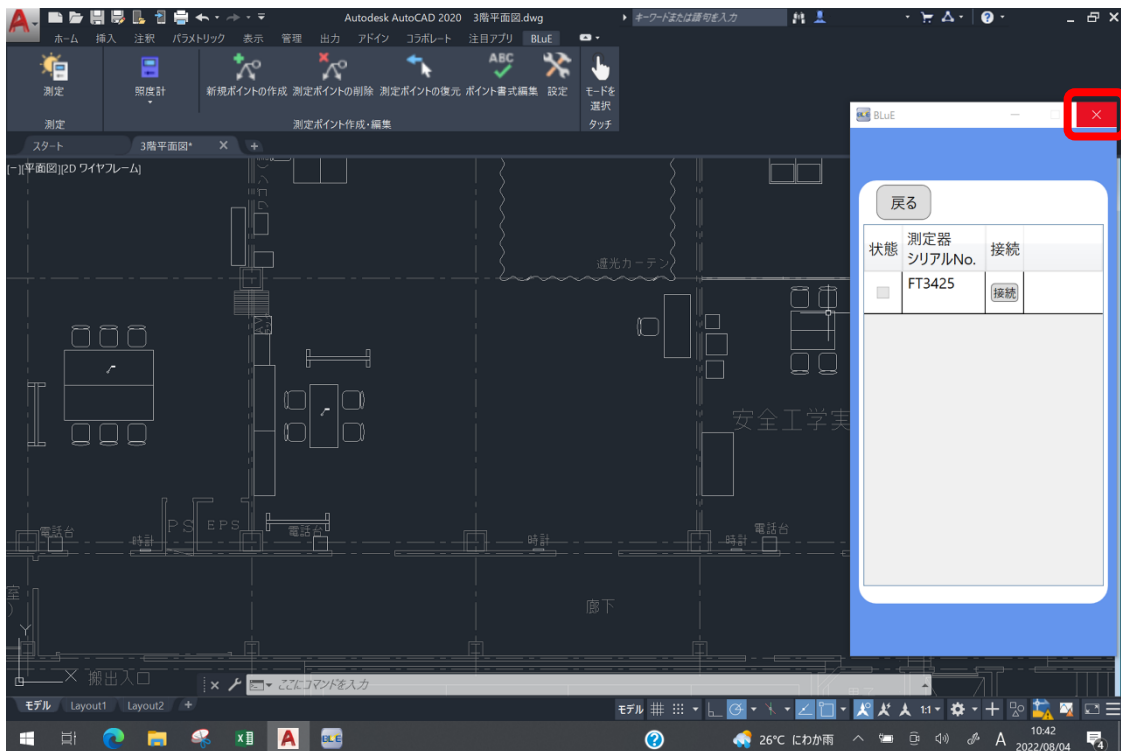 Autodesk AutoCAD 2020 3階平面図.dwg
キーワードまたは語句を入力
ホーム 挿入 注釈 パラメトリック 表示 管理 出力 アドイン コラボレート 注目アプリ BLuE
測定
照度計
新規ポイントの作成
測定ポイントの削除
測定ポイントの復元
ABC
ポイント書式編集
設定
モードを
選択
測定
測定ポイント作成・編集
タッチ
スタート
3階平面図*
[-][平面図][2D ワイヤフレーム]
遮光カーテン
AV
安全工学実
PS
EPS
電話台
時計
電話台
時計
電話台
時計
廊下
搬出入口
Y
X
BLuE
戻る
状態
測定器
シリアルNo.
接続
FT3425
接続
ここにコマンドを入力
モデル Layout1 Layout2
モデル
1:1
26°C にわか雨
A
10:42
2022/08/04